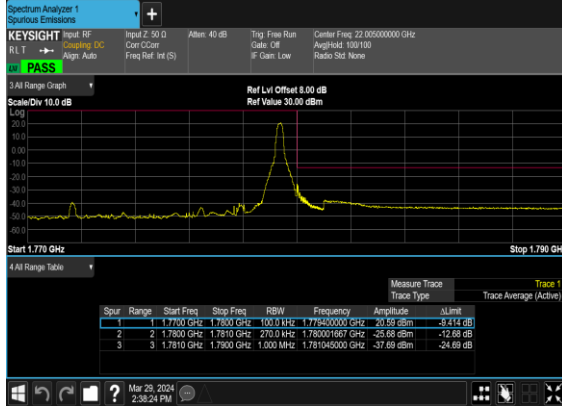 Spectrum Analyzer 1
Spurious Emissions
+
KEYSIGHT Input: RF Input Z: 50 Ω Atten: 40 dB Trig: Free Run Center Freq: 22.005000000 GHz
RLT Coupling: DC Corr CCorr Gate: Off Avg|Hold: 100/100
Align: Auto Freq Ref: Int (S) IF Gain: Low Radio Std: None
PASS
3 All Range Graph Ref Lvl Offset 8.00 dB
Scale/Div 10.0 dB Ref Value 30.00 dBm
Log
20.0
10.0
0.00
-10.0
-20.0
-30.0
-40.0
-50.0
-60.0
Start 1.770 GHz Stop 1.790 GH
4 All Range Table
Measure Trace Trace 1
Trace Type Trace Average (Active)
Spur Range Start Freq Stop Freq RBW Frequency Amplitude ΔLimit
1 1 1.7700 GHz 1.7800 GHz 100.0 kHz 1.779400000 GHz 20.59 dBm -9.414 dB
2 2 1.7800 GHz 1.7810 GHz 270.0 kHz 1.780001667 GHz -25.68 dBm -12.68 dB
3 3 1.7810 GHz 1.7900 GHz 1.000 MHz 1.781045000 GHz -37.69 dBm -24.69 dB
? Mar 29, 2024
2:38:24 PM